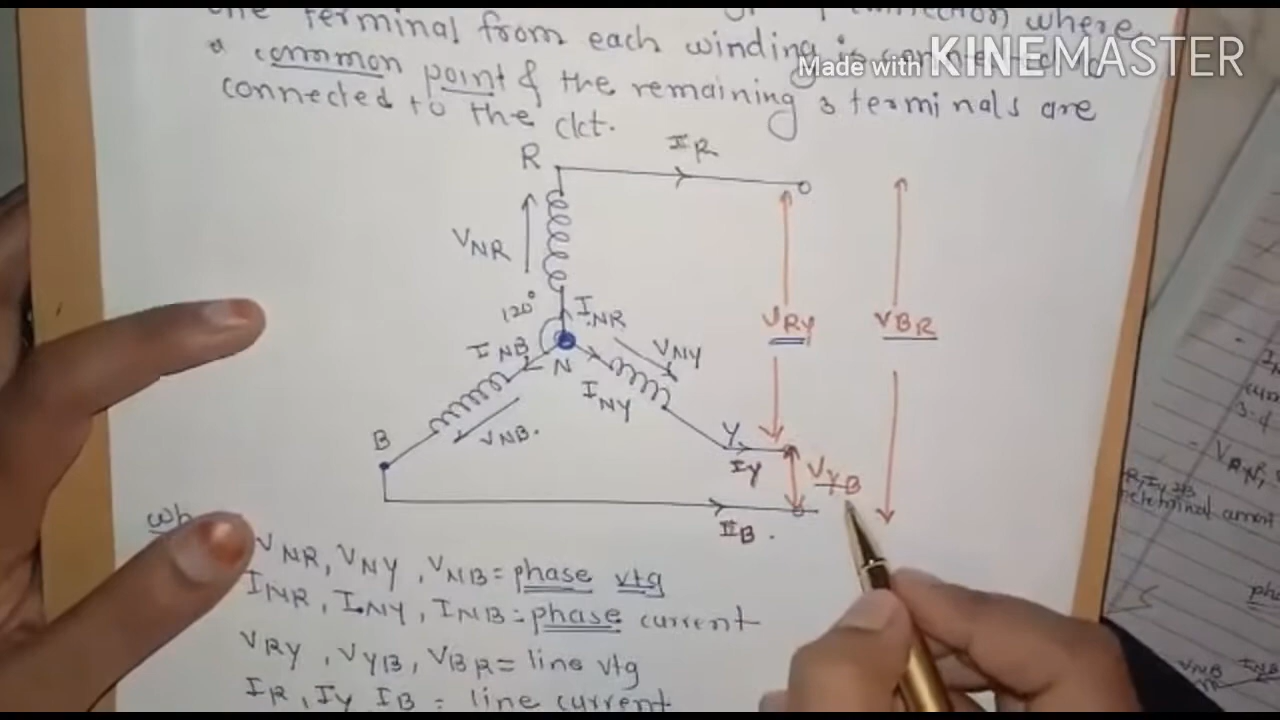 one terminal from each winding is
Made with KINEMASTER
a common point & the remaining 3 terminals are
connected to the ckt.
R
IR
VNR
120°
INR
VRY
VBR
INB
N
VNY
INY
VNB.
B
Y
IY
VYB
IB.
VNR, VNY, VNB = phase vtg
INR, INY, INB = phase current
VRY, VYB, VBR = line vtg
IR, IY IB = line current